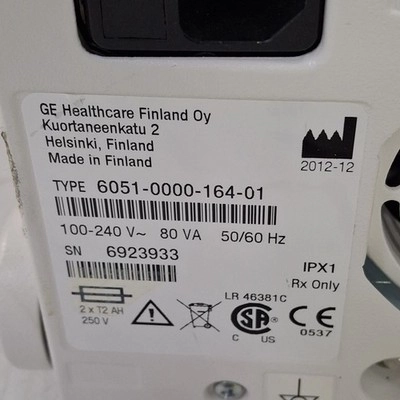 GE Healthcare Finland Oy
Kuortaneenkatu 2
Helsinki, Finland
Made in Finland
2012-12
TYPE 6051-0000-164-01
100-240 V~ 80 VA 50/60 Hz
SN 6923933
IPX1
Rx Only
2 x T2 AH
250 V
LR 46381C
CSA
C US
CE
0537